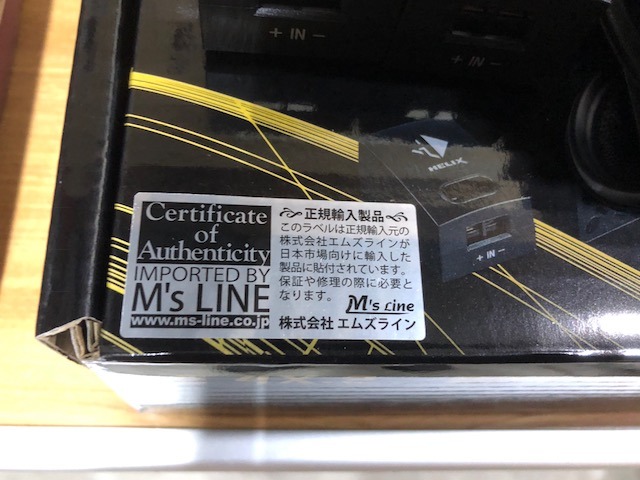 + IN −
+ IN −
HELIX
+ IN −
Certificate
of
Authenticity
IMPORTED BY
M's LINE
www.ms-line.co.jp
正規輸入製品
このラベルは正規輸入元の
株式会社エムズラインが
日本市場向けに輸入した
製品に貼付されています。
保証や修理の際に必要と
なります。
M's LINE
株式会社 エムズライン